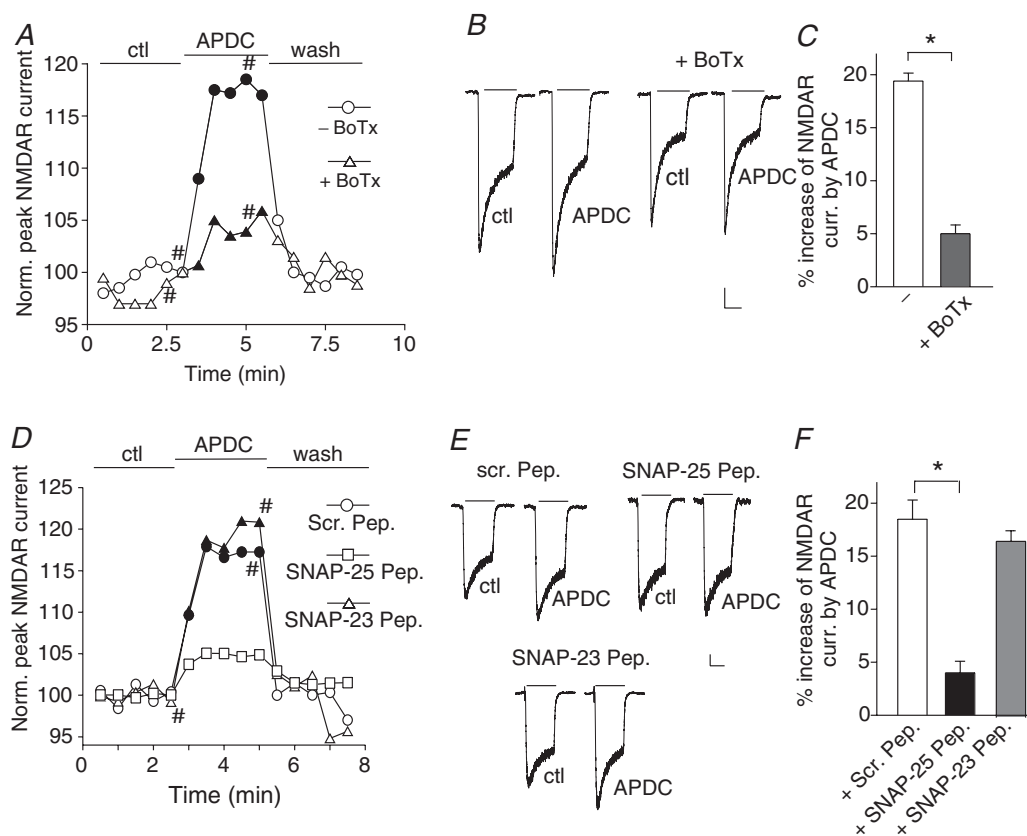 A
ctl
APDC
wash
Norm. peak NMDAR current
120
115
110
105
100
95
#
#
#
#
– BoTx
+ BoTx
0
2.5
5
7.5
10
Time (min)
B
+ BoTx
ctl
APDC
ctl
APDC
C
% increase of NMDAR
curr. by APDC
20
15
10
5
0
*
–
+ BoTx
D
ctl
APDC
wash
Norm. peak NMDAR current
125
120
115
110
105
100
95
#
#
#
Scr. Pep.
SNAP-25 Pep.
SNAP-23 Pep.
0
2
4
6
8
Time (min)
E
scr. Pep.
SNAP-25 Pep.
ctl
APDC
ctl
APDC
SNAP-23 Pep.
ctl
APDC
F
% increase of NMDAR
curr. by APDC
20
15
10
5
0
*
+ Scr. Pep.
+ SNAP-25 Pep.
+ SNAP-23 Pep.